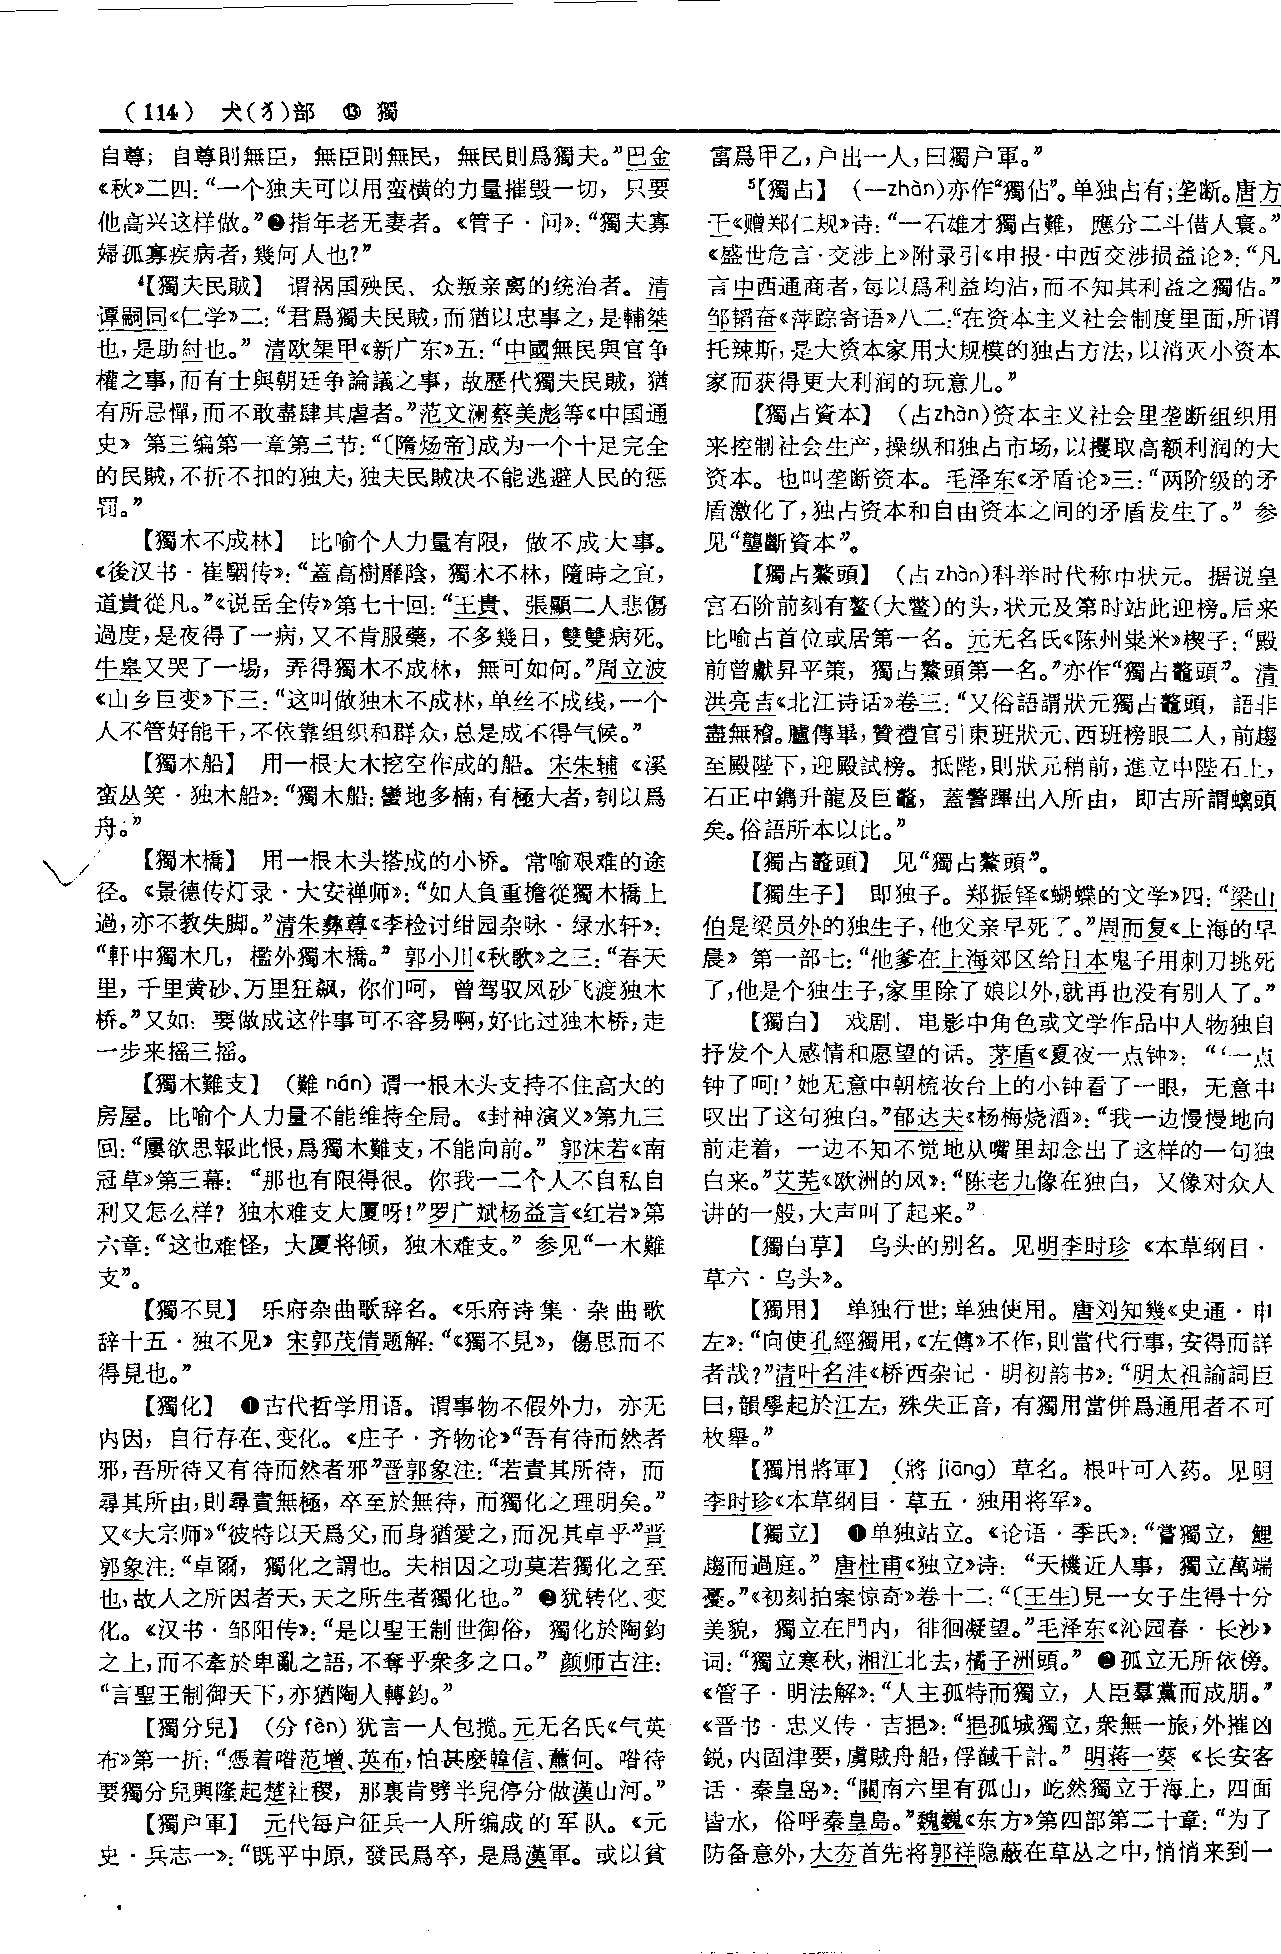 (114) 犬(犭)部 ⑬ 獨
自尊；自尊則無臣，無臣則無民，無民則爲獨夫。”巴金
《秋》二四：“一个独夫可以用蛮横的力量摧毁一切，只要
他高兴这样做。”❷指年老无妻者。《管子·问》：“獨夫寡
婦孤寡疾病者，幾何人也?”
⁴【獨夫民賊】 谓祸国殃民、众叛亲离的统治者。清
谭嗣同《仁学》二：“君爲獨夫民賊，而猶以忠事之，是輔桀
也，是助紂也。” 清欧榘甲《新广东》五：“中國無民與官争
權之事，而有士與朝廷争論議之事，故歷代獨夫民賊，猶
有所忌憚，而不敢盡肆其虐者。”范文澜蔡美彪等《中国通
史》第三编第一章第三节：“〔隋炀帝〕成为一个十足完全
的民賊，不折不扣的独夫，独夫民賊决不能逃避人民的惩
罚。”
【獨木不成林】 比喻个人力量有限，做不成大事。
《後汉书·崔駰传》：“蓋高樹靡陰，獨木不林，隨時之宜，
道貴從凡。”《说岳全传》第七十回：“王貴、張顯二人悲傷
過度，是夜得了一病，又不肯服藥，不多幾日，雙雙病死。
牛皋又哭了一場，弄得獨木不成林，無可如何。”周立波
《山乡巨变》下三：“这叫做独木不成林，单丝不成线，一个
人不管好能干，不依靠组织和群众，总是成不得气候。”
【獨木船】 用一根大木挖空作成的船。宋朱辅《溪
蛮丛笑·独木船》：“獨木船：蠻地多楠，有極大者，刳以爲
舟。”
【獨木橋】 用一根木头搭成的小桥。常喻艰难的途
径。《景德传灯录·大安禅师》：“如人負重擔從獨木橋上
過，亦不教失脚。”清朱彝尊《李检讨绀园杂咏·绿水轩》：
“軒中獨木几，檻外獨木橋。” 郭小川《秋歌》之三：“春天
里，千里黄砂、万里狂飙，你们呵，曾驾驭风砂飞渡独木
桥。”又如：要做成这件事可不容易啊，好比过独木桥，走
一步来摇三摇。
【獨木難支】 (難 nán) 谓一根木头支持不住高大的
房屋。比喻个人力量不能维持全局。《封神演义》第九三
回：“屢欲思報此恨，爲獨木難支，不能向前。” 郭沫若《南
冠草》第三幕：“那也有限得很。你我一二个人不自私自
利又怎么样？独木难支大厦呀！”罗广斌杨益言《红岩》第
六章：“这也难怪，大厦将倾，独木难支。” 参见“一木難
支”。
【獨不見】 乐府杂曲歌辞名。《乐府诗集·杂曲歌
辞十五·独不见》宋郭茂倩题解：“《獨不見》，傷思而不
得見也。”
【獨化】 ❶古代哲学用语。谓事物不假外力，亦无
内因，自行存在、变化。《庄子·齐物论》“吾有待而然者
邪，吾所待又有待而然者邪”晋郭象注：“若責其所待，而
尋其所由，則尋責無極，卒至於無待，而獨化之理明矣。”
又《大宗师》“彼特以天爲父，而身猶愛之，而况其卓乎”晋
郭象注：“卓爾，獨化之謂也。夫相因之功莫若獨化之至
也，故人之所因者天，天之所生者獨化也。” ❷犹转化、变
化。《汉书·邹阳传》：“是以聖王制世御俗，獨化於陶鈞
之上，而不牽於卑亂之語，不奪乎衆多之口。” 颜师古注：
“言聖王制御天下，亦猶陶人轉鈞。”
【獨分兒】 (分 fèn) 犹言一人包揽。元无名氏《气英
布》第一折：“憑着喒范增、英布，怕甚麽韓信、蕭何。喒待
要獨分兒興隆起楚社稷，那裏肯劈半兒停分做漢山河。”
【獨户軍】 元代每户征兵一人所编成的军队。《元
史·兵志一》：“既平中原，發民爲卒，是爲漢軍。或以貧
富爲甲乙，户出一人，曰獨户軍。”
⁵【獨占】 (—zhàn)亦作“獨佔”。单独占有；垄断。唐方
干《赠郑仁规》诗：“一石雄才獨占難，應分二斗借人寰。”
《盛世危言·交涉上》附录引《申报·中西交涉损益论》：“凡
言中西通商者，每以爲利益均沾，而不知其利益之獨佔。”
邹韬奋《萍踪寄语》八二：“在资本主义社会制度里面，所谓
托辣斯，是大资本家用大规模的独占方法，以消灭小资本
家而获得更大利润的玩意儿。”
【獨占資本】 (占zhàn)资本主义社会里垄断组织用
来控制社会生产，操纵和独占市场，以攫取高额利润的大
资本。也叫垄断资本。毛泽东《矛盾论》三：“两阶级的矛
盾激化了，独占资本和自由资本之间的矛盾发生了。” 参
见“壟斷資本”。
【獨占鰲頭】 (占 zhàn)科举时代称中状元。据说皇
宫石阶前刻有鳌(大鳖)的头，状元及第时站此迎榜。后来
比喻占首位或居第一名。元无名氏《陈州粜米》楔子：“殿
前曾獻昇平策，獨占鰲頭第一名。”亦作“獨占鼇頭”。清
洪亮吉《北江诗话》卷三：“又俗語謂狀元獨占鼇頭，語非
盡無稽。臚傳畢，贊禮官引東班狀元、西班榜眼二人，前趨
至殿陛下，迎殿試榜。抵陛，則狀元稍前，進立中陛石上，
石正中鐫升龍及巨鼇，蓋警蹕出入所由，即古所謂螭頭
矣。俗語所本以此。”
【獨占鼇頭】 见“獨占鰲頭”。
【獨生子】 即独子。郑振铎《蝴蝶的文学》四：“梁山
伯是梁员外的独生子，他父亲早死了。”周而复《上海的早
晨》第一部七：“他爹在上海郊区给日本鬼子用刺刀挑死
了，他是个独生子，家里除了娘以外，就再也没有别人了。”
【獨白】 戏剧、电影中角色或文学作品中人物独自
抒发个人感情和愿望的话。茅盾《夏夜一点钟》：“‘一点
钟了呵！’她无意中朝梳妆台上的小钟看了一眼，无意中
叹出了这句独白。”郁达夫《杨梅烧酒》：“我一边慢慢地向
前走着，一边不知不觉地从嘴里却念出了这样的一句独
白来。”艾芜《欧洲的风》：“陈老九像在独白，又像对众人
讲的一般，大声叫了起来。”
【獨白草】 乌头的别名。见明李时珍《本草纲目·
草六·乌头》。
【獨用】 单独行世；单独使用。唐刘知幾《史通·申
左》：“向使孔經獨用，《左傳》不作，則當代行事，安得而詳
者哉？”清叶名沣《桥西杂记·明初韵书》：“明太祖諭詞臣
曰，韻學起於江左，殊失正音，有獨用當併爲通用者不可
枚舉。”
【獨用將軍】 (將 jiāng) 草名。根叶可入药。见明
李时珍《本草纲目·草五·独用将军》。
【獨立】 ❶单独站立。《论语·季氏》：“嘗獨立，鯉
趨而過庭。” 唐杜甫《独立》诗：“天機近人事，獨立萬端
憂。”《初刻拍案惊奇》卷十二：“〔王生〕見一女子生得十分
美貌，獨立在門内，徘徊凝望。”毛泽东《沁园春·长沙》
词：“獨立寒秋，湘江北去，橘子洲頭。” ❷孤立无所依傍。
《管子·明法解》：“人主孤特而獨立，人臣羣黨而成朋。”
《晋书·忠义传·吉挹》：“挹孤城獨立，衆無一旅，外摧凶
鋭，内固津要，虜賊舟船，俘馘千計。” 明蒋一葵《长安客
话·秦皇岛》：“關南六里有孤山，屹然獨立于海上，四面
皆水，俗呼秦皇島。”魏巍《东方》第四部第二十章：“为了
防备意外，大夯首先将郭祥隐蔽在草丛之中，悄悄来到一